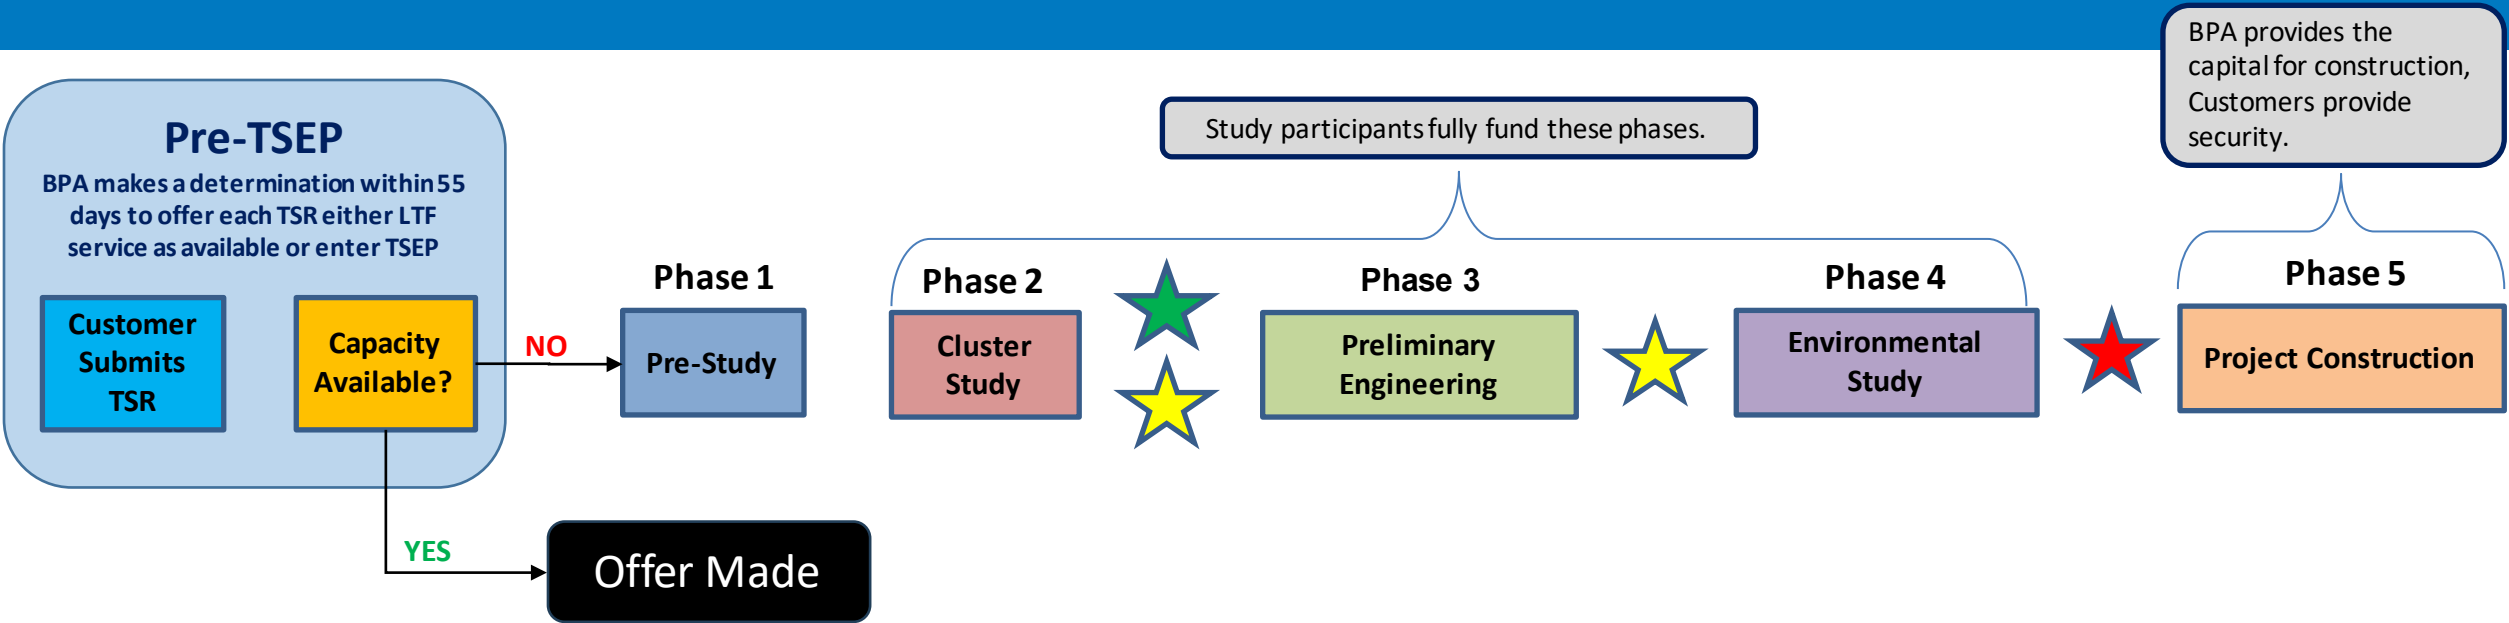 Pre-TSEP
BPA makes a determination within 55
days to offer each TSR either LTF
service as available or enter TSEP
Customer
Submits
TSR
Capacity
Available?
NO
YES
Offer Made
Phase 1
Pre-Study
Study participants fully fund these phases.
Phase 2
Cluster
Study
Phase 3
Preliminary
Engineering
Phase 4
Environmental
Study
BPA provides the
capital for construction,
Customers provide
security.
Phase 5
Project Construction